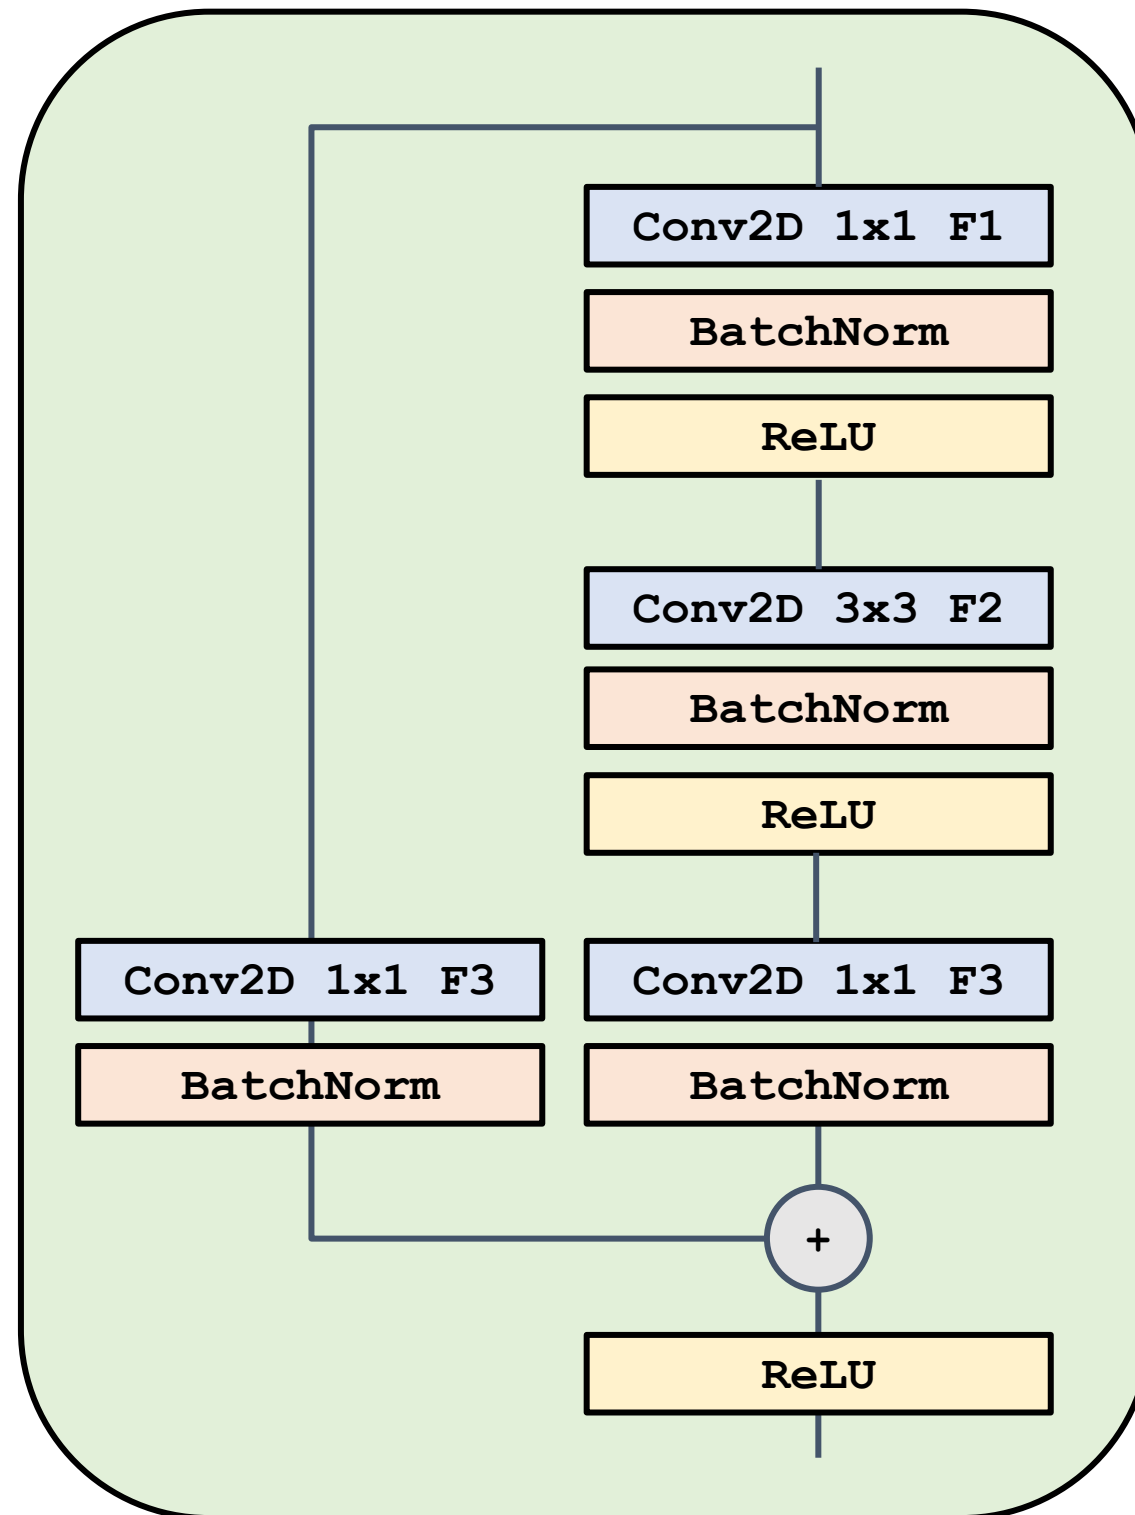 Conv2D 1x1 F1
BatchNorm
ReLU
Conv2D 3x3 F2
BatchNorm
ReLU
Conv2D 1x1 F3
Conv2D 1x1 F3
BatchNorm
BatchNorm
+
ReLU